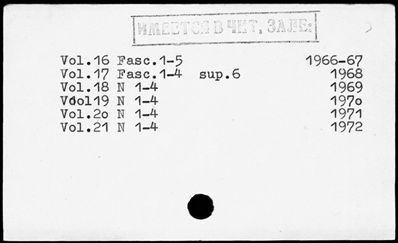 ИМЕЕТСЯ В ЧИТ. ЗАЛЕ:
Vol.16 Fasc.1-5 1966-67
Vol.17 Fasc.1-4 sup.6 1968
Vol.18 N 1-4 1969
Vdol19 N 1-4 197o
Vol.2o N 1-4 1971
Vol.21 N 1-4 1972